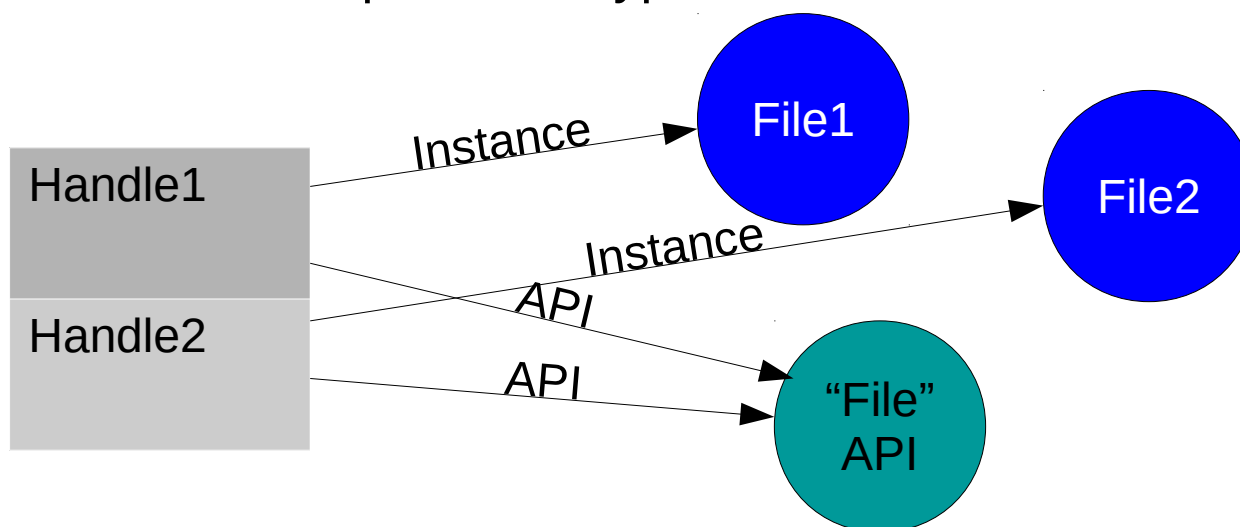 Handle1
Instance
File1
Handle2
Instance
File2
API
API
“File”
API